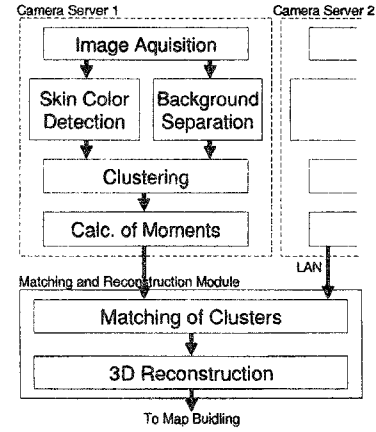 Camera Server 1
Camera Server 2
Image Aquisition
Skin Color
Detection
Background
Separation
Clustering
Calc. of Moments
LAN
Matching and Reconstruction Module
Matching of Clusters
3D Reconstruction
To Map Buidling